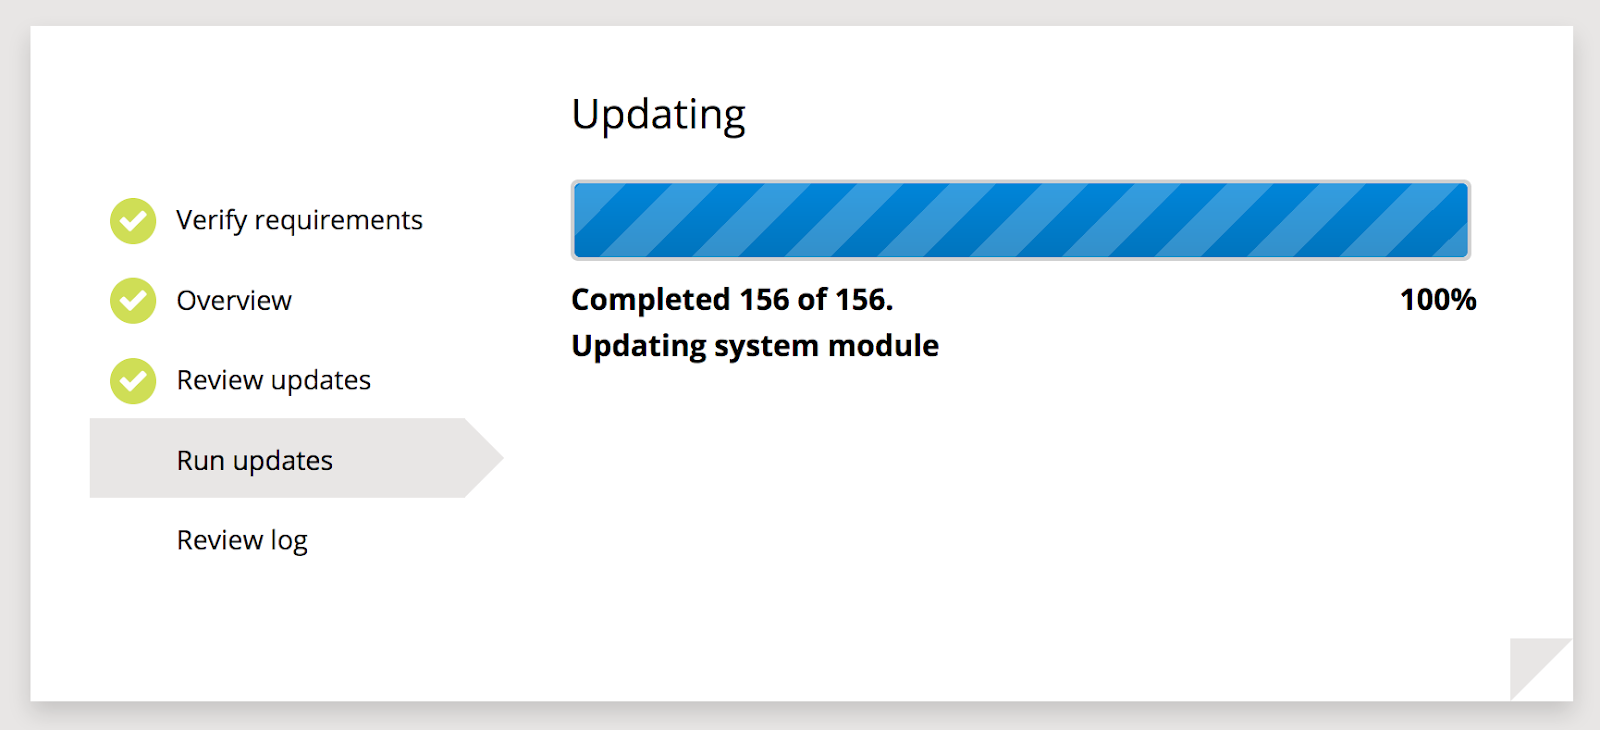 Updating
Verify requirements
Overview
Review updates
Run updates
Review log
Completed 156 of 156.
100%
Updating system module